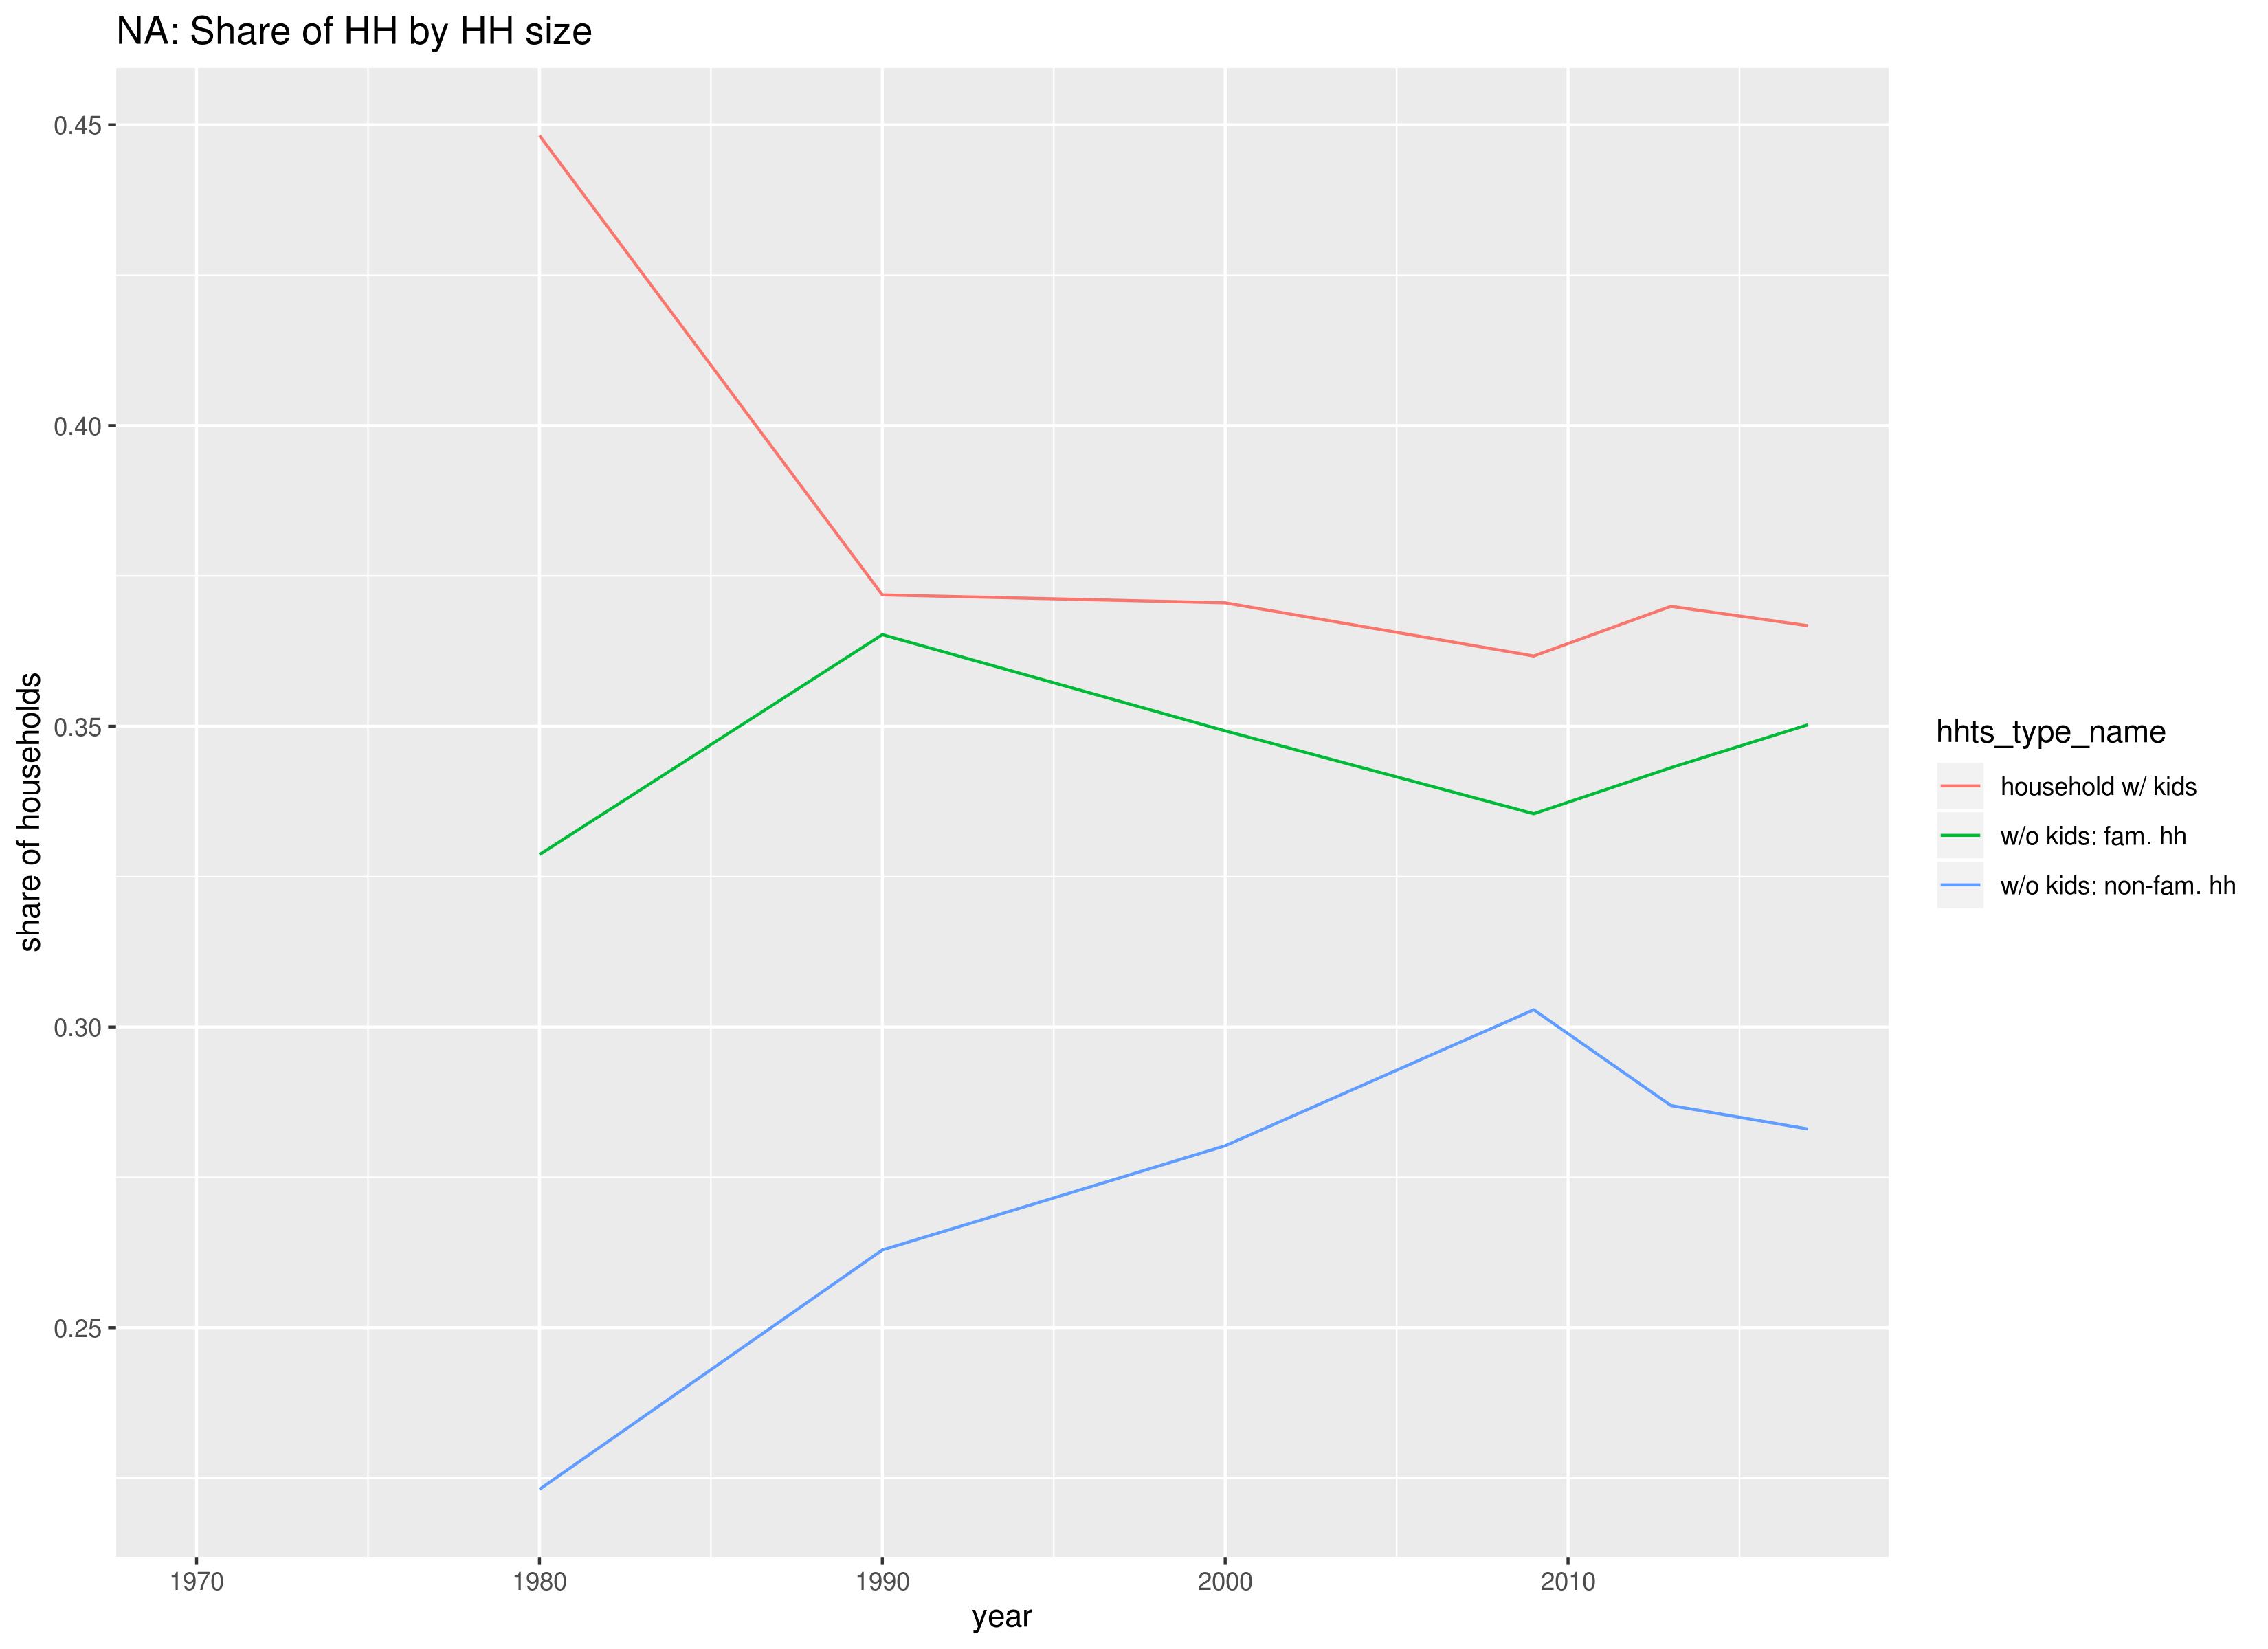 NA: Share of HH by HH size
0.45
0.40
0.35
0.30
0.25
share of households
1970
1980
1990
2000
2010
year
hhts_type_name
household w/ kids
w/o kids: fam. hh
w/o kids: non-fam. hh